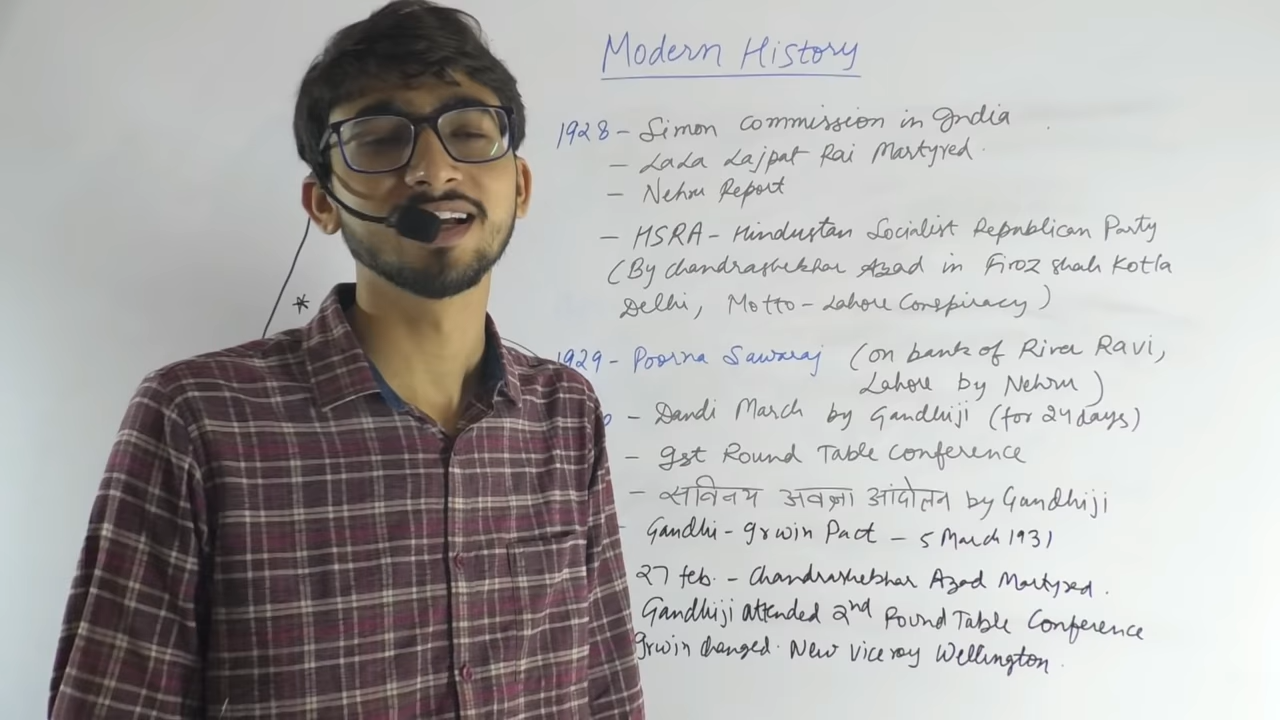 Modern History
1928 - Simon Commission in India
- LaLa Lajpat Rai Martyred.
- Nehru Report
- HSRA - Hindustan Socialist Republican Party
(By Chandrashekhar Azad in Firoz Shah Kotla
Delhi, Motto - Lahore Conspiracy)
*
1929 - Poorna Sawaraj (on bank of River Ravi,
Lahore by Nehru)
- Dandi March by Gandhiji (for 24 days)
- Ist Round Table Conference
- सविनय अवज्ञा आंदोलन by Gandhiji
- Gandhi - Irwin Pact - 5 March 1931
27 feb. - Chandrashekhar Azad Martyred.
Gandhiji attended 2nd Round Table Conference
Irwin changed. New Viceroy Wellington.